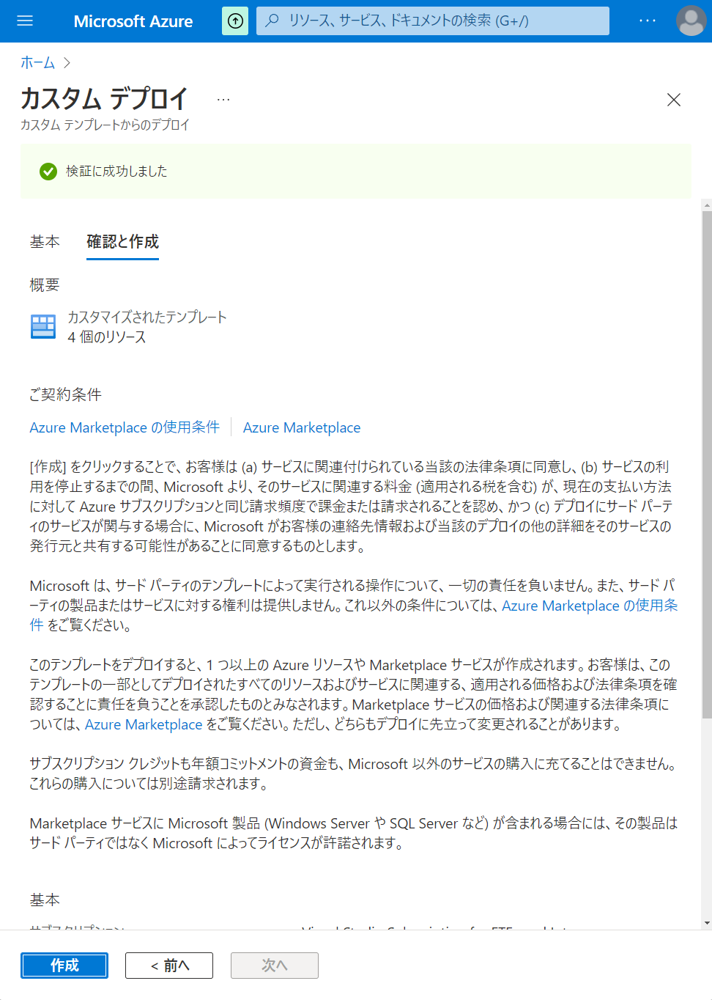 Microsoft Azure
リソース、サービス、ドキュメントの検索 (G+/)
ホーム
カスタム デプロイ
カスタム テンプレートからのデプロイ
検証に成功しました
基本
確認と作成
概要
カスタマイズされたテンプレート
4 個のリソース
ご契約条件
Azure Marketplace の使用条件
Azure Marketplace
[作成] をクリックすることで、お客様は (a) サービスに関連付けられている当該の法律条項に同意し、(b) サービスの利
用を停止するまでの間、Microsoft より、そのサービスに関連する料金 (適用される税を含む) が、現在の支払い方法
に対して Azure サブスクリプションと同じ請求頻度で課金または請求されることを認め、かつ (c) デプロイにサード パーテ
ィのサービスが関与する場合に、Microsoft がお客様の連絡先情報および当該のデプロイの他の詳細をそのサービスの
発行元と共有する可能性があることに同意するものとします。
Microsoft は、サード パーティのテンプレートによって実行される操作について、一切の責任を負いません。また、サード パ
ーティの製品またはサービスに対する権利は提供しません。これ以外の条件については、Azure Marketplace の使用条
件 をご覧ください。
このテンプレートをデプロイすると、1 つ以上の Azure リソースや Marketplace サービスが作成されます。お客様は、この
テンプレートの一部としてデプロイされたすべてのリソースおよびサービスに関連する、適用される価格および法律条項を確
認することに責任を負うことを承認したものとみなされます。Marketplace サービスの価格および関連する法律条項に
ついては、Azure Marketplace をご覧ください。ただし、どちらもデプロイに先立って変更されることがあります。
サブスクリプション クレジットも年額コミットメントの資金も、Microsoft 以外のサービスの購入に充てることはできません。
これらの購入については別途請求されます。
Marketplace サービスに Microsoft 製品 (Windows Server や SQL Server など) が含まれる場合には、その製品は
サード パーティではなく Microsoft によってライセンスが許諾されます。
基本
作成
< 前へ
次へ